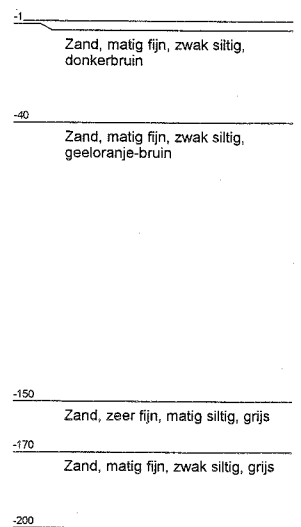 -1
Zand, matig fijn, zwak siltig,
donkerbruin
-40
Zand, matig fijn, zwak siltig,
geeloranje-bruin
-150
Zand, zeer fijn, matig siltig, grijs
-170
Zand, matig fijn, zwak siltig, grijs
-200